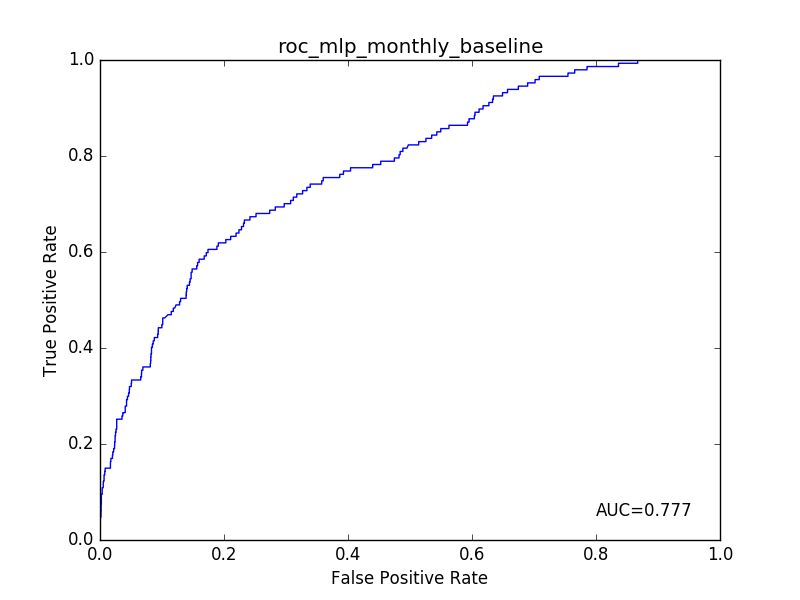 roc_mlp_monthly_baseline
1.0
0.8
0.6
0.4
0.2
0.0
True Positive Rate
AUC=0.777
0.0 0.2 0.4 0.6 0.8 1.0
False Positive Rate